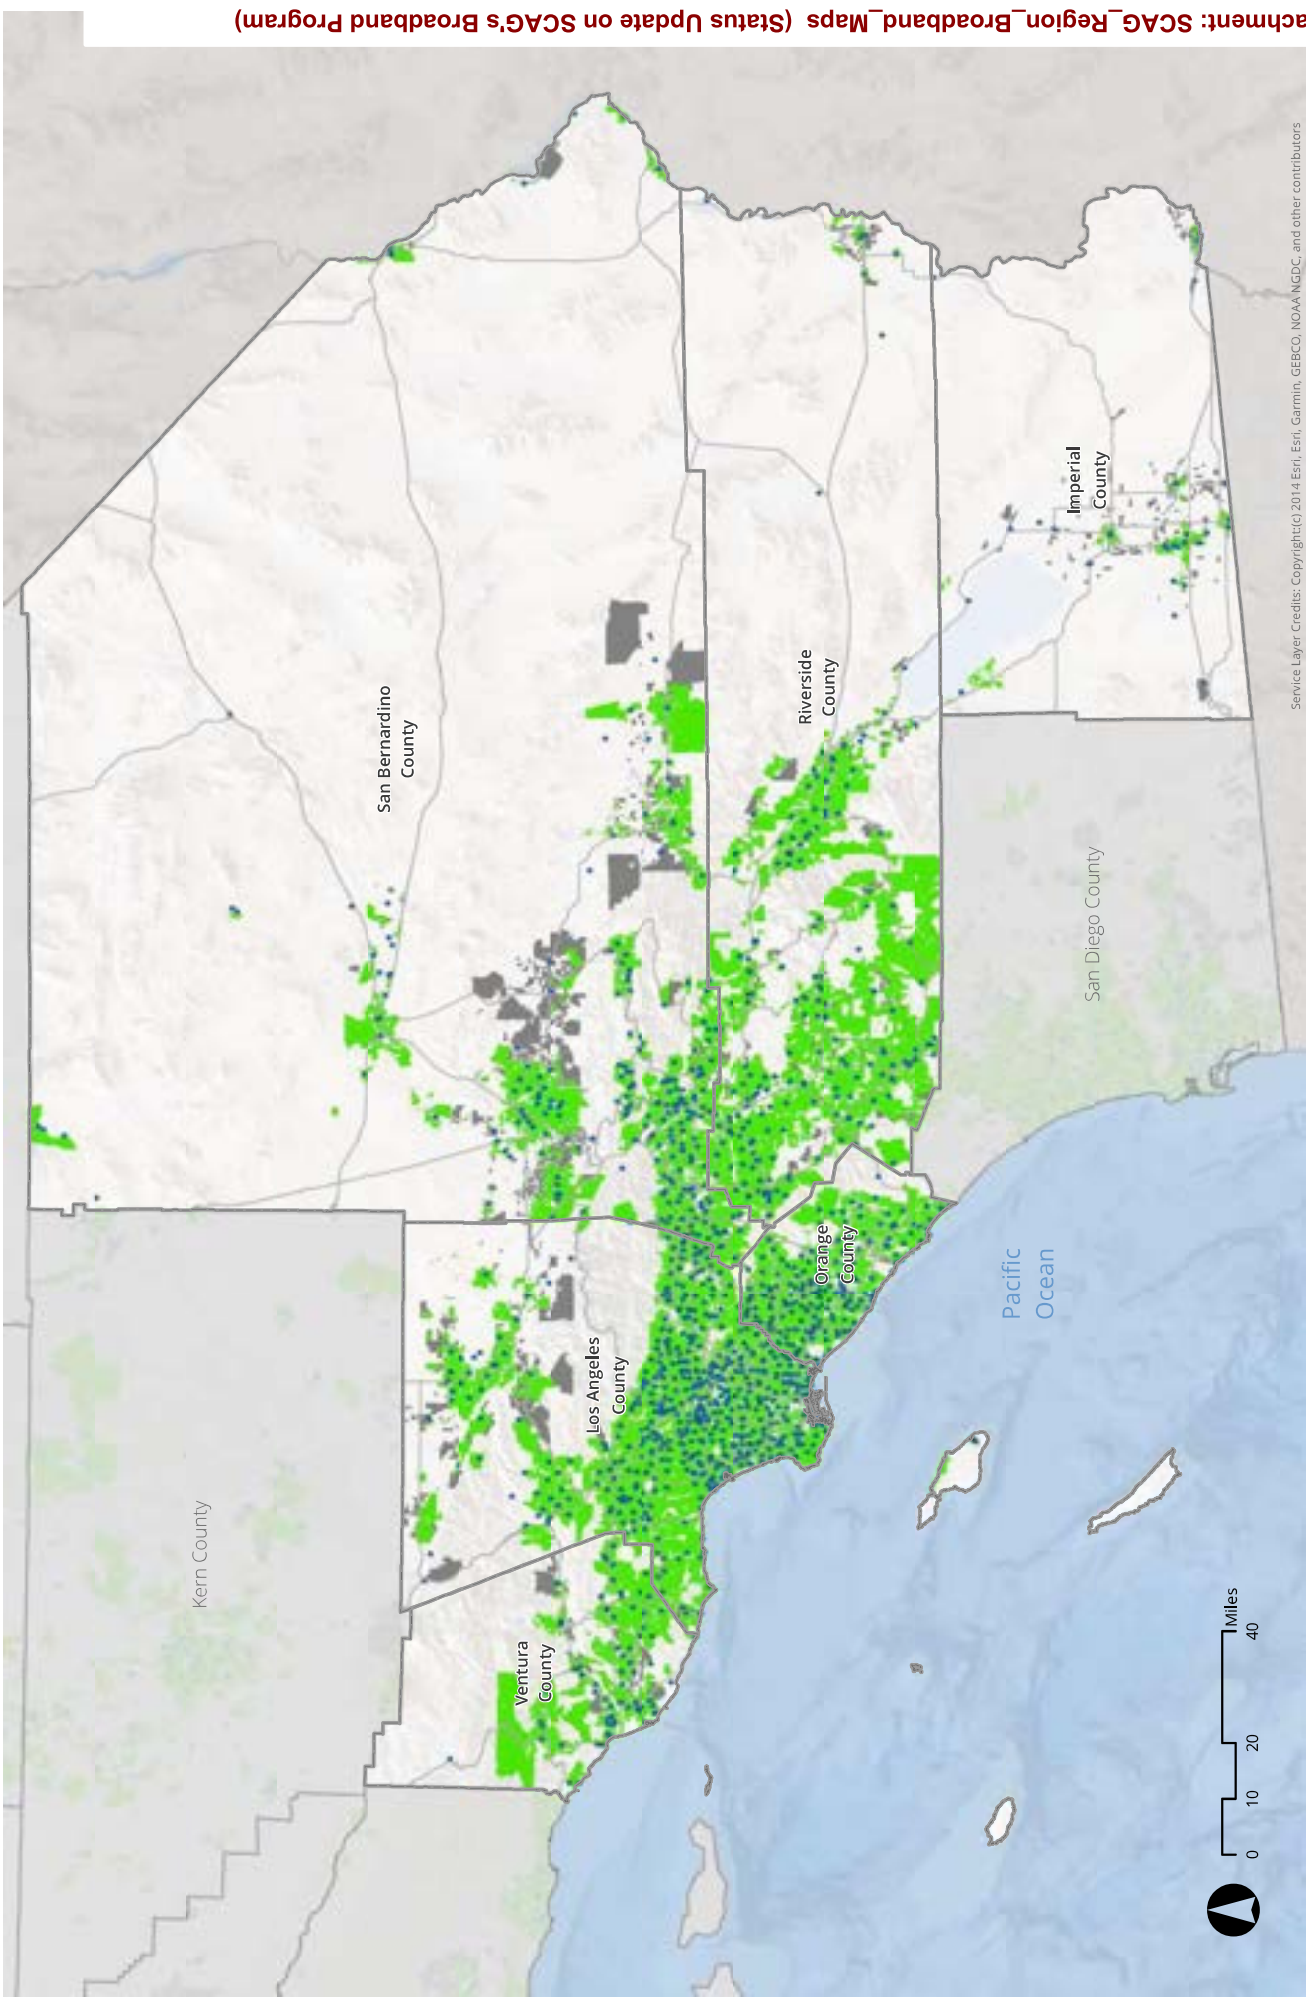 achment: SCAG_Region_Broadband_Maps  (Status Update on SCAG's Broadband Program)
Kern County
San Bernardino
County
Ventura
County
Los Angeles
County
Orange
County
Riverside
County
Imperial
County
San Diego County
Pacific
Ocean
0 10 20 40
Miles
Service Layer Credits: Copyright:(c) 2014 Esri, Esri, Garmin, GEBCO, NOAA NGDC, and other contributors